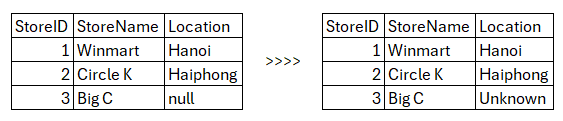 StoreID StoreName Location StoreID StoreName Location
1 Winmart Hanoi 1 Winmart Hanoi
>>>>
2 Circle K Haiphong 2 Circle K Haiphong
3 Big C null 3 Big C Unknown